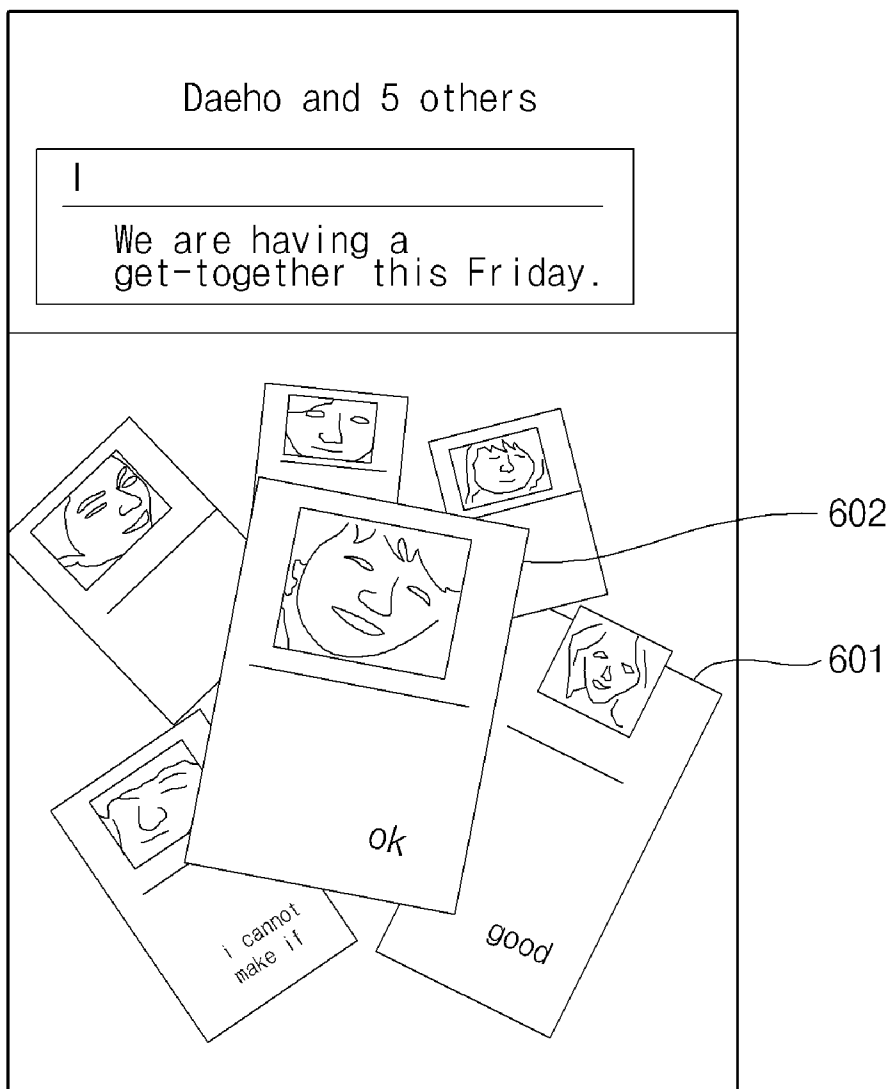 Daeho and 5 others
We are having a
get-together this Friday.
602
601
ok
good
i cannot
make it